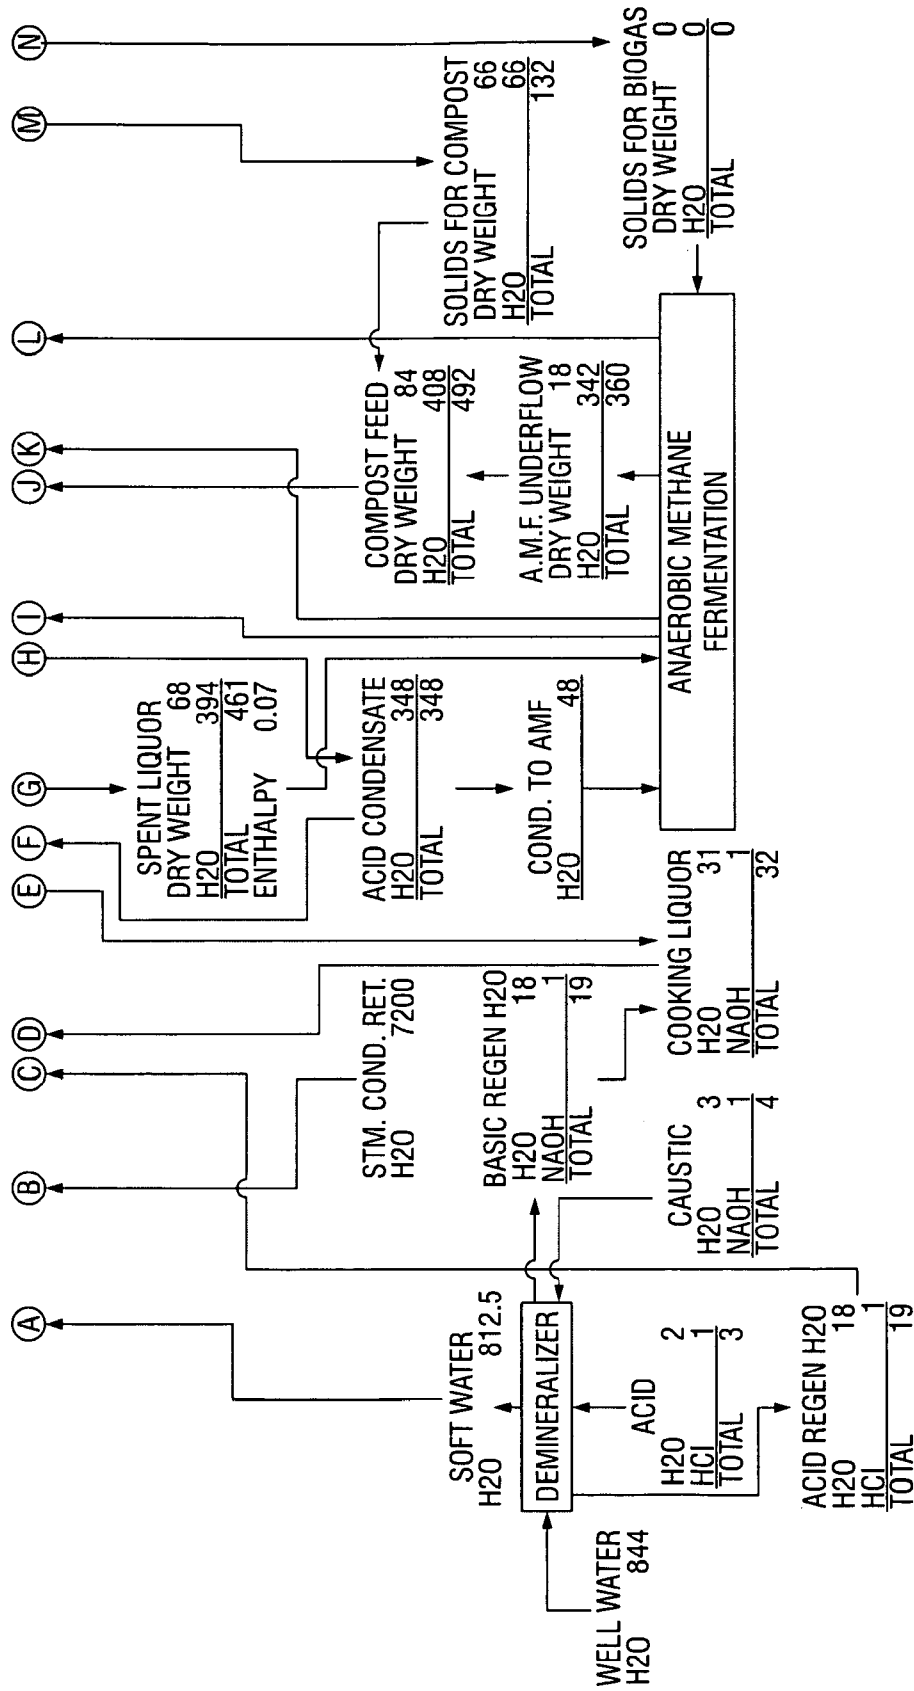 A
B
C
D
E
F
G
H
I
J
K
L
M
N
WELL WATER
H2O 844
SOFT WATER
H2O 812.5
DEMINERALIZER
ACID
H2O 2
HCl 1
TOTAL 3
ACID REGEN H2O
H2O 18
HCl 1
TOTAL 19
STM. COND. RET.
H2O 7200
BASIC REGEN H2O
H2O 18
NAOH 1
TOTAL 19
CAUSTIC
H2O 3
NAOH 1
TOTAL 4
COOKING LIQUOR
H2O 31
NAOH 1
TOTAL 32
SPENT LIQUOR
DRY WEIGHT 68
H2O 394
TOTAL 461
ENTHALPY 0.07
ACID CONDENSATE
H2O 348
TOTAL 348
COND. TO AMF
H2O 48
COMPOST FEED
DRY WEIGHT 84
H2O 408
TOTAL 492
A.M.F. UNDERFLOW
DRY WEIGHT 18
H2O 342
TOTAL 360
ANAEROBIC METHANE
FERMENTATION
SOLIDS FOR COMPOST
DRY WEIGHT 66
H2O 66
TOTAL 132
SOLIDS FOR BIOGAS
DRY WEIGHT 0
H2O 0
TOTAL 0